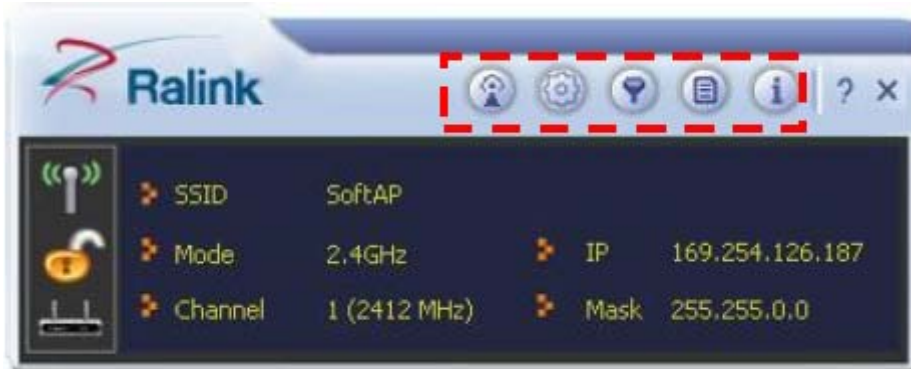 Ralink
? ×
SSID SoftAP
Mode 2.4GHz IP 169.254.126.187
Channel 1 (2412 MHz) Mask 255.255.0.0